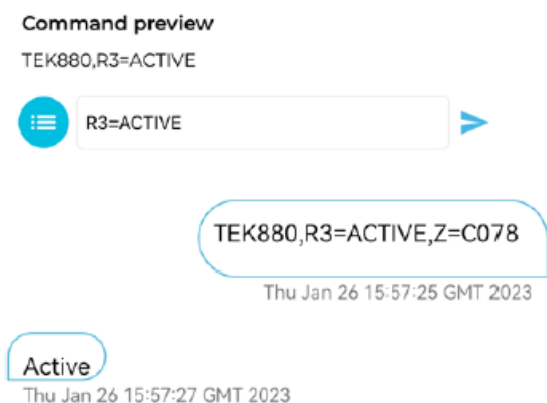 Command preview
TEK880,R3=ACTIVE
R3=ACTIVE
TEK880,R3=ACTIVE,Z=C078
Thu Jan 26 15:57:25 GMT 2023
Active
Thu Jan 26 15:57:27 GMT 2023